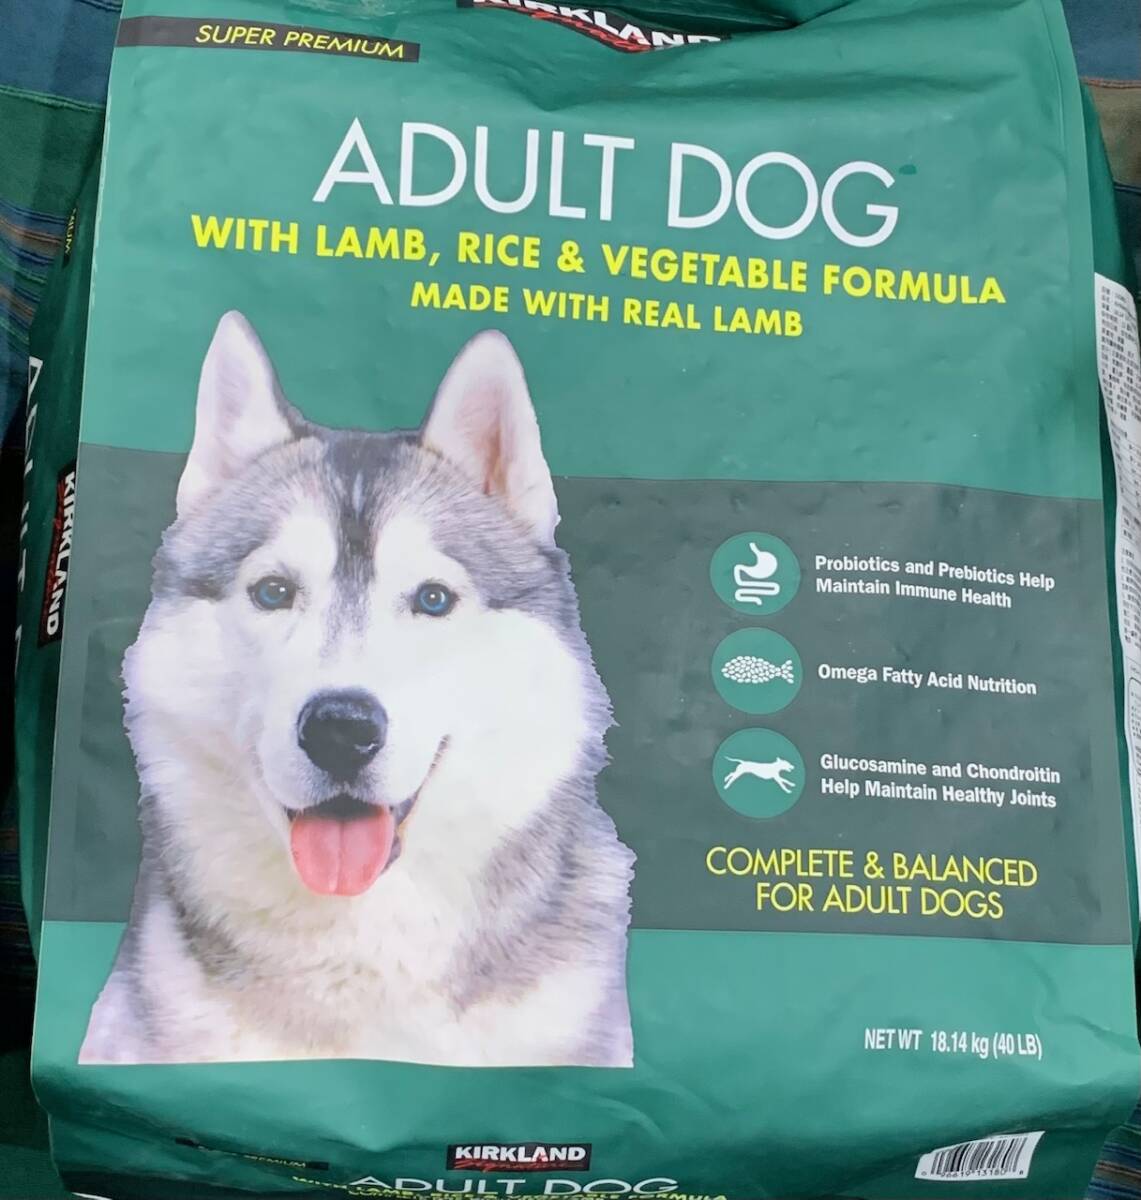 KIRKLAND
SUPER PREMIUM
ADULT DOG
WITH LAMB, RICE & VEGETABLE FORMULA
MADE WITH REAL LAMB
KIRKLAND
Probiotics and Prebiotics Help
Maintain Immune Health
Omega Fatty Acid Nutrition
Glucosamine and Chondroitin
Help Maintain Healthy Joints
COMPLETE & BALANCED
FOR ADULT DOGS
NET WT 18.14 kg (40 LB)
KIRKLAND
Signature
ADULT DOG